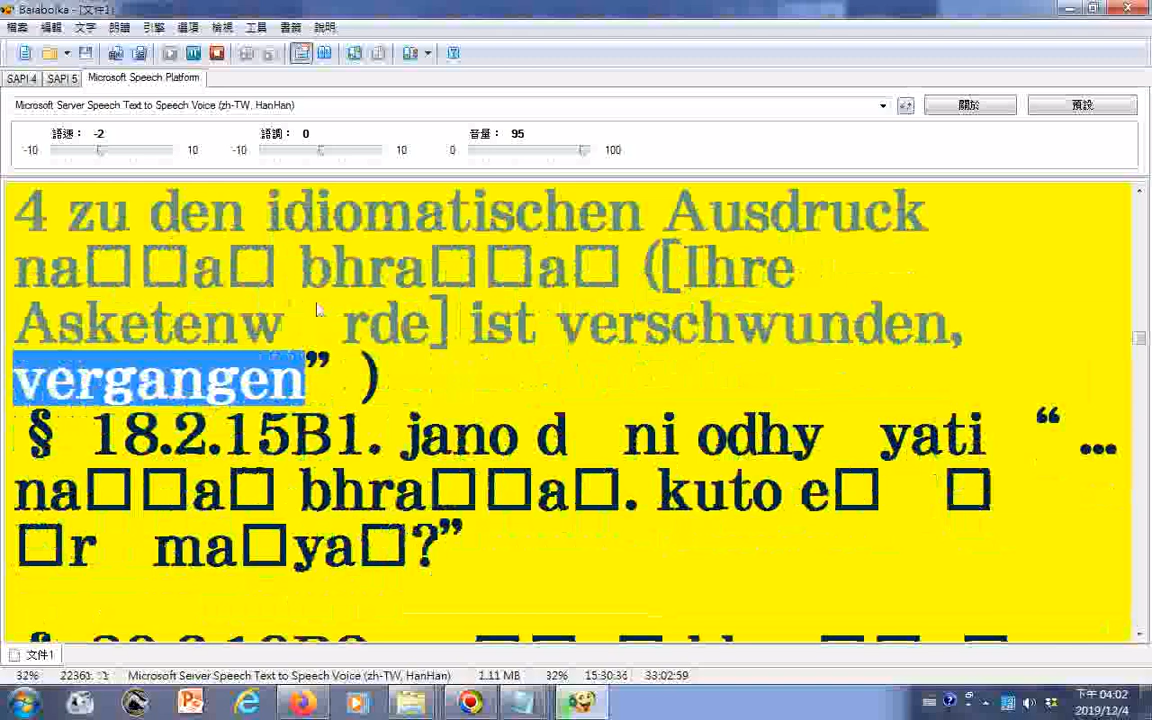 Balabolka - [文件1]
檔案 編輯 文字 朗讀 引擎 選項 檢視 工具 書籤 說明
SAPI 4 SAPI 5 Microsoft Speech Platform
Microsoft Server Speech Text to Speech Voice (zh-TW, HanHan)
關於 預設
語速： -2 語調： 0 音量： 95
-10 10 -10 10 0 100
4 zu den idiomatischen Ausdruck
na□□a□ bhra□□a□ ([Ihre
Asketenw rde] ist verschwunden,
vergangen” )
§ 18.2.15B1. jano d ni odhy yati “ ...
na□□a□ bhra□□a□. kuto e□ □
□r ma□ya□?”
文件1
32% Microsoft Server Speech Text to Speech Voice (zh-TW, HanHan) 1.11 MB 32% 15:30:36 33:02:59
下午 04:02
2019/12/4